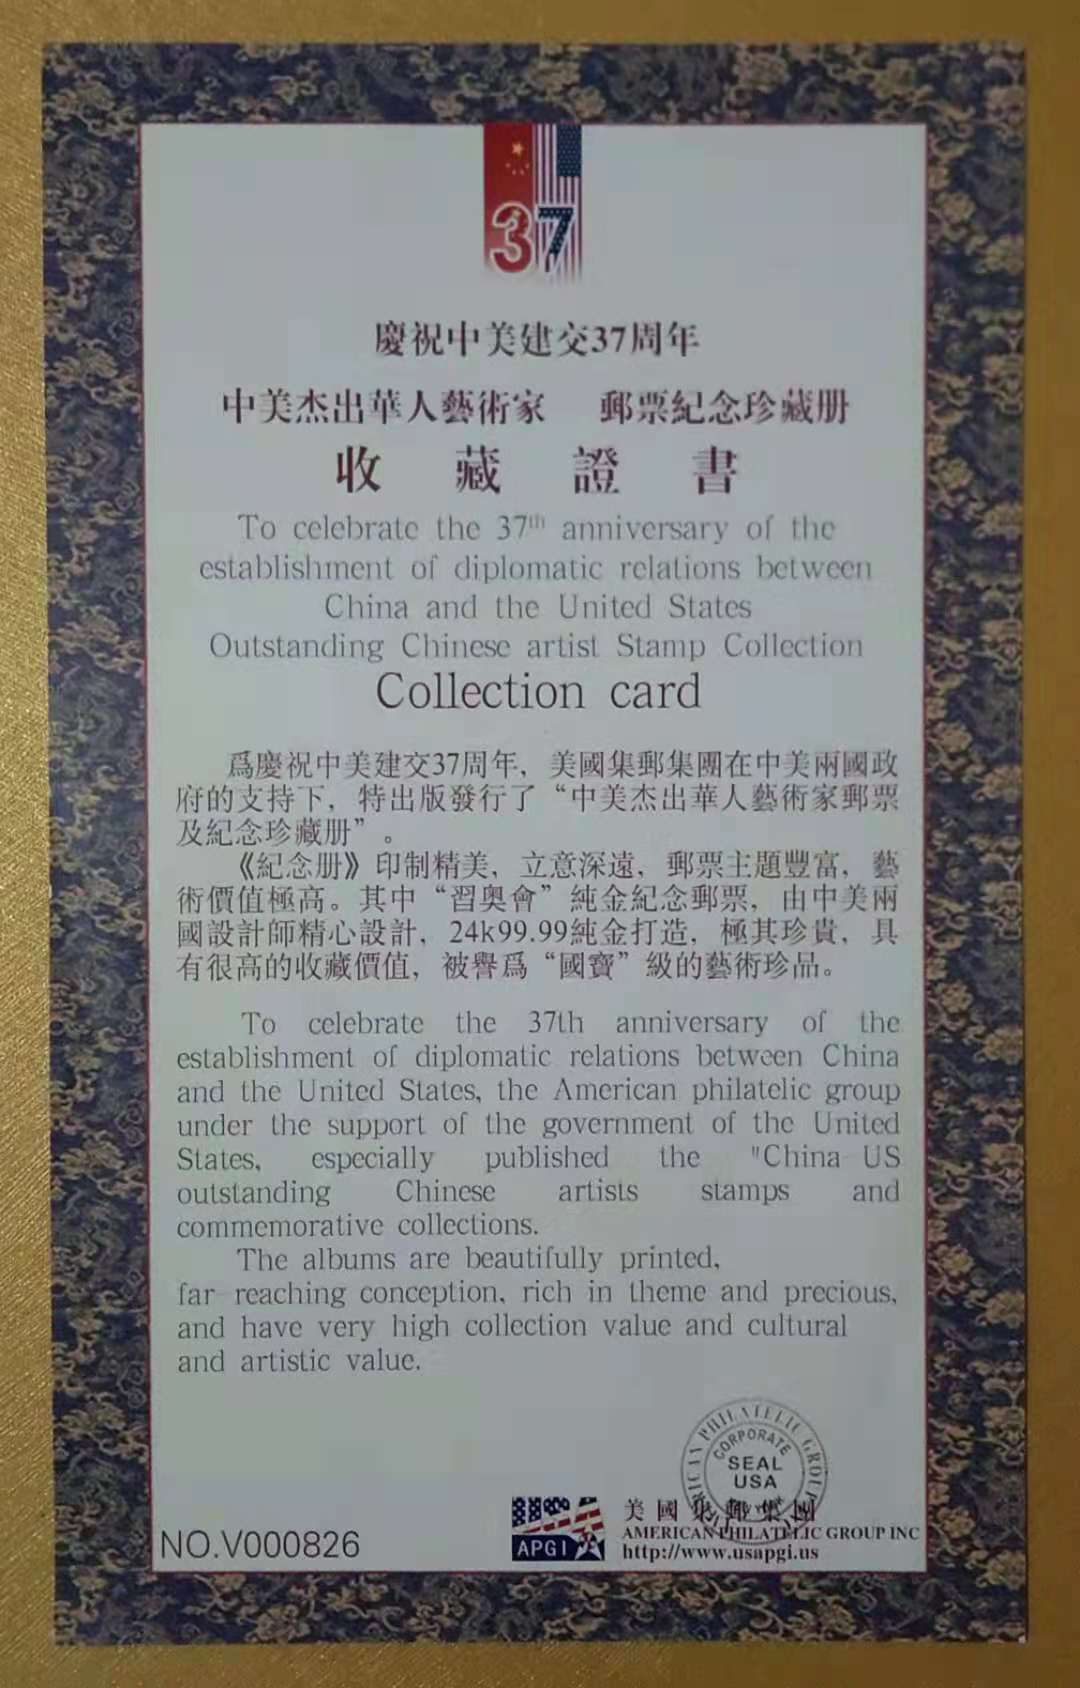 37
慶祝中美建交37周年
中美杰出華人藝術家 郵票紀念珍藏册
收藏證書
To celebrate the 37th anniversary of the
establishment of diplomatic relations between
China and the United States
Outstanding Chinese artist Stamp Collection
Collection card
爲慶祝中美建交37周年，美國集郵集團在中美兩國政
府的支持下，特出版發行了“中美杰出華人藝術家郵票
及紀念珍藏册”。
《紀念册》印制精美，立意深遠，郵票主題豐富，藝
術價值極高。其中“習奥會”純金紀念郵票，由中美兩
國設計師精心設計，24k99.99純金打造，極其珍貴，具
有很高的收藏價值，被譽爲“國寶”級的藝術珍品。
To celebrate the 37th anniversary of the
establishment of diplomatic relations between China
and the United States, the American philatelic group
under the support of the government of the United
States, especially published the "China-US
outstanding Chinese artists stamps and
commemorative collections.
The albums are beautifully printed,
far-reaching conception, rich in theme and precious,
and have very high collection value and cultural
and artistic value.
PHILATELIC GROUP
CORPORATE
SEAL
USA
NO.V000826
USA
APGI
美國集郵集團
AMERICAN PHILATELIC GROUP INC
http://www.usapgi.us